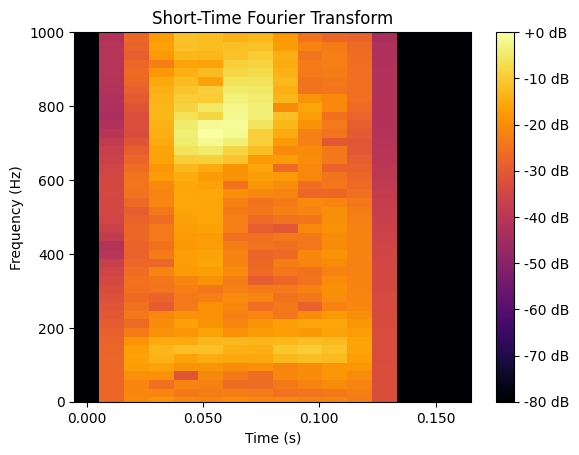 Short-Time Fourier Transform
1000
800
600
400
200
0
Frequency (Hz)
0.000
0.050
0.100
0.150
Time (s)
+0 dB
-10 dB
-20 dB
-30 dB
-40 dB
-50 dB
-60 dB
-70 dB
-80 dB